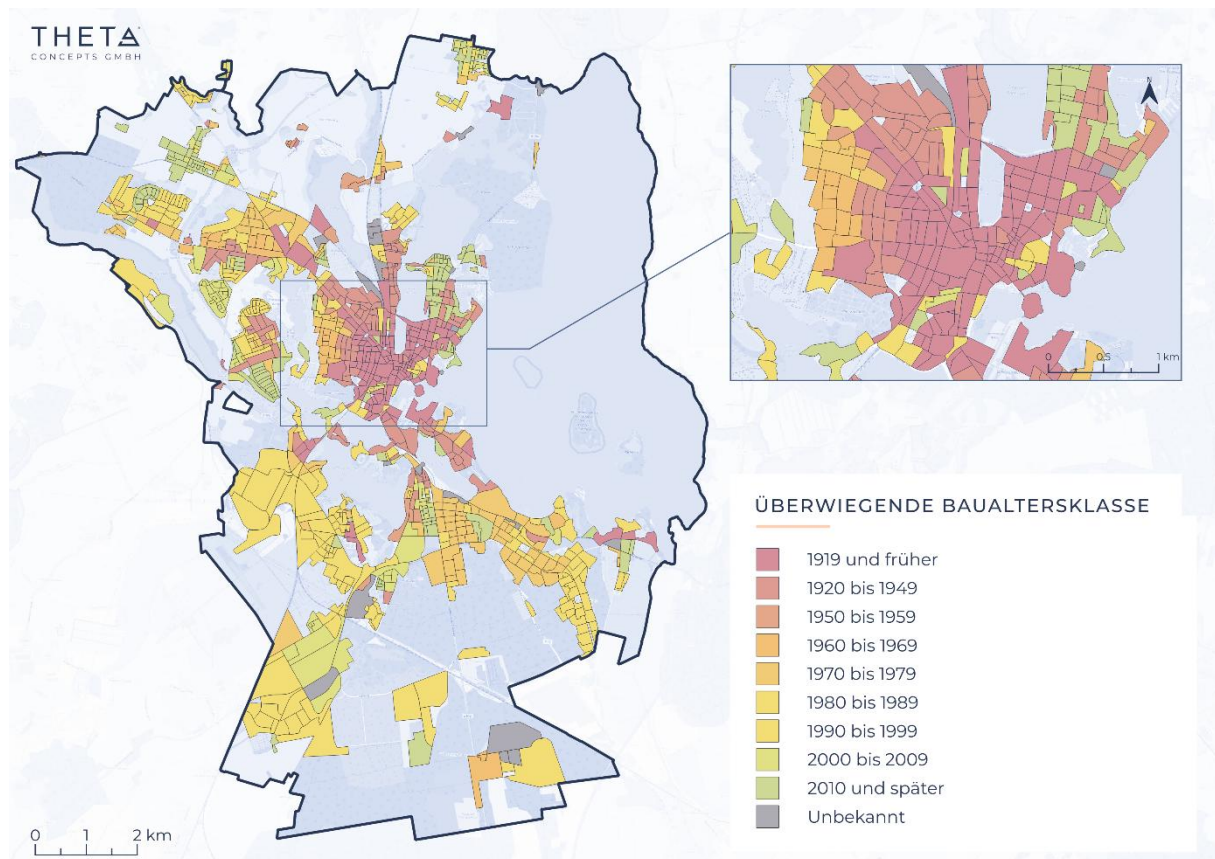 THETA
CONCEPTS GMBH
N
0 0,5 1 km
ÜBERWIEGENDE BAUALTERSKLASSE
1919 und früher
1920 bis 1949
1950 bis 1959
1960 bis 1969
1970 bis 1979
1980 bis 1989
1990 bis 1999
2000 bis 2009
2010 und später
Unbekannt
0 1 2 km